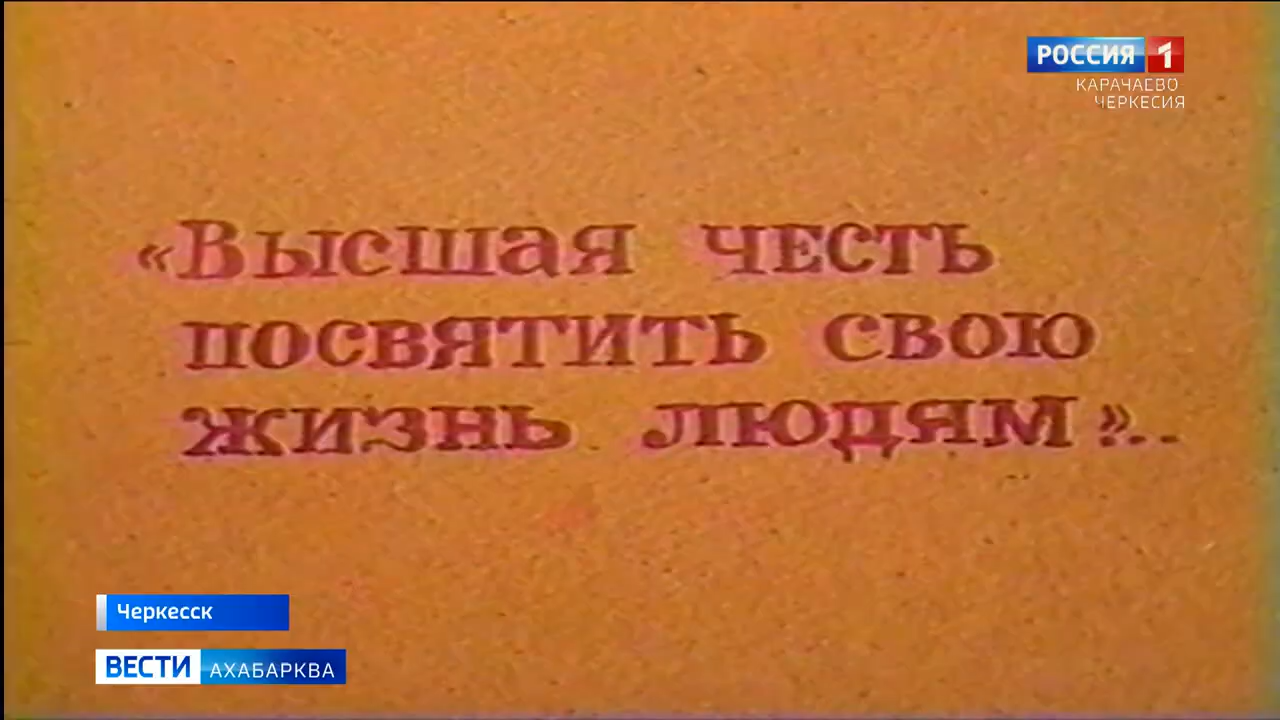 РОССИЯ 1
КАРАЧАЕВО
ЧЕРКЕСИЯ
«Высшая честь
посвятить свою
жизнь людям»...
Черкесск
ВЕСТИ АХАБАРКВА